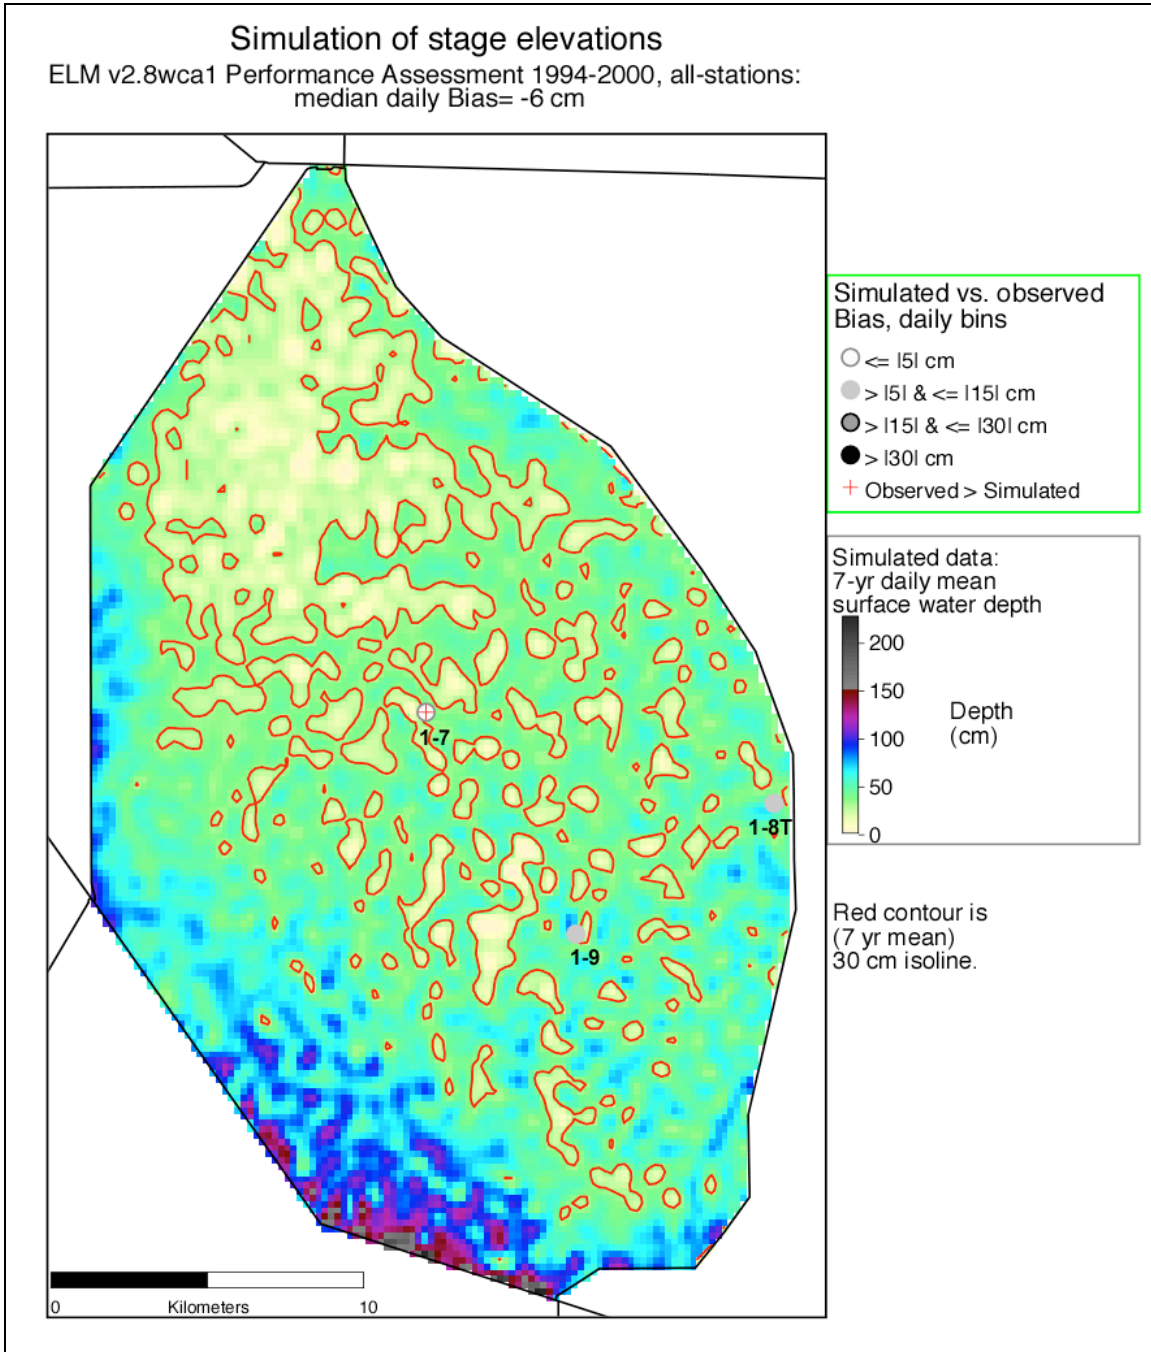 Simulation of stage elevations
ELM v2.8wca1 Performance Assessment 1994-2000, all-stations:
median daily Bias= -6 cm
Simulated vs. observed
Bias, daily bins
<= |5| cm
> |5| & <= |15| cm
> |15| & <= |30| cm
> |30| cm
+ Observed > Simulated
Simulated data:
7-yr daily mean
surface water depth
200
150
100
50
0
Depth
(cm)
1-7
1-8T
1-9
Red contour is
(7 yr mean)
30 cm isoline.
0 Kilometers 10